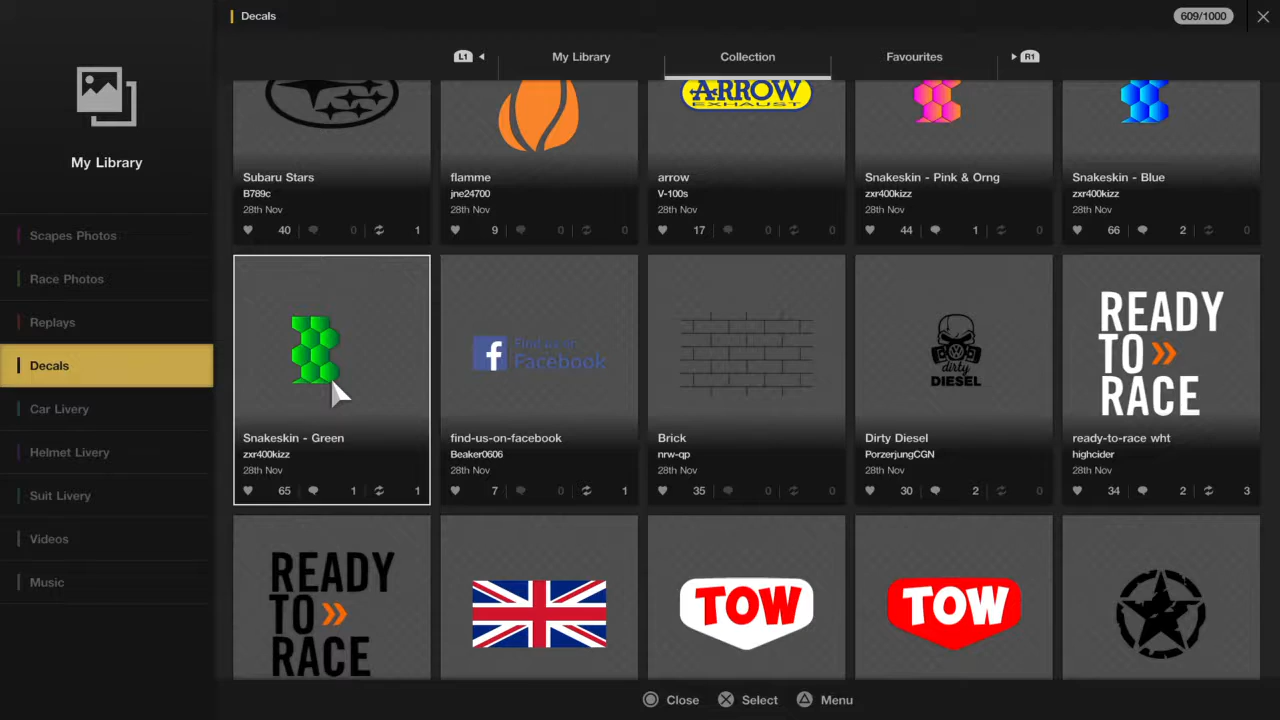 Decals
609/1000
L1
My Library
Collection
Favourites
R1
My Library
Scapes Photos
Race Photos
Replays
Decals
Car Livery
Helmet Livery
Suit Livery
Videos
Music
ARROW
EXHAUST
Subaru Stars
B789c
28th Nov
40 0 1
flamme
jne24700
28th Nov
9 0 0
arrow
V-100s
28th Nov
17 0 0
Snakeskin - Pink & Orng
zxr400kizz
28th Nov
44 1 0
Snakeskin - Blue
zxr400kizz
28th Nov
66 2 0
Snakeskin - Green
zxr400kizz
28th Nov
65 1 1
f Find us on
Facebook
find-us-on-facebook
Beaker0606
28th Nov
7 0 1
Brick
nrw-qp
28th Nov
35 0 0
dirty
DIESEL
Dirty Diesel
PorzerjungCGN
28th Nov
30 2 0
READY
TO »
RACE
ready-to-race wht
highcider
28th Nov
34 2 3
READY
TO »
RACE
TOW
TOW
Close
Select
Menu